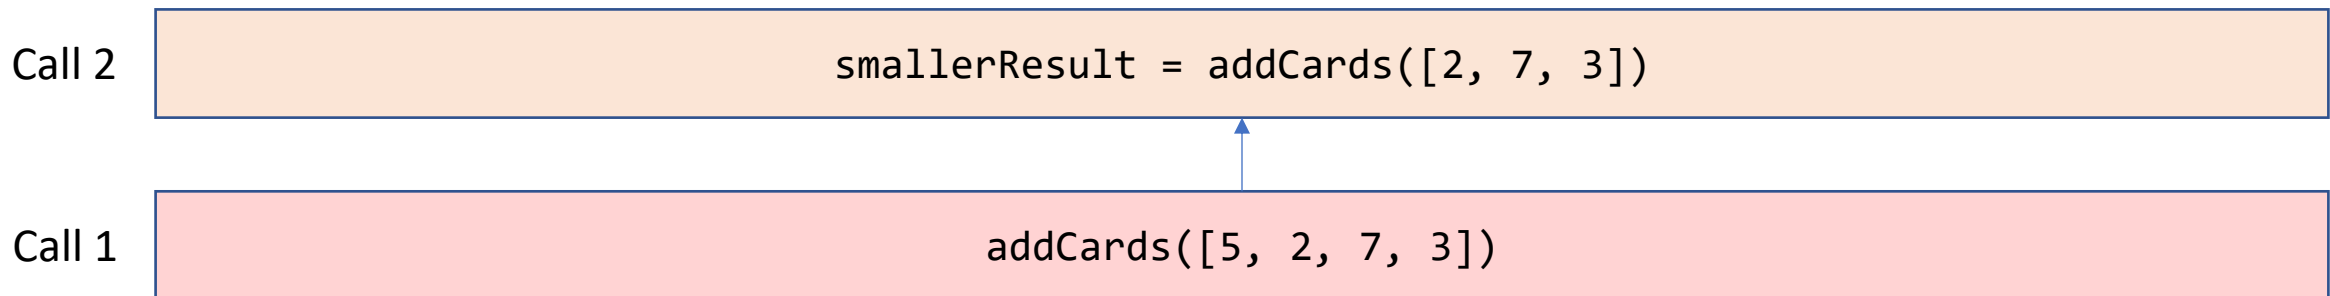 Call 2
smallerResult = addCards([2, 7, 3])
Call 1
addCards([5, 2, 7, 3])